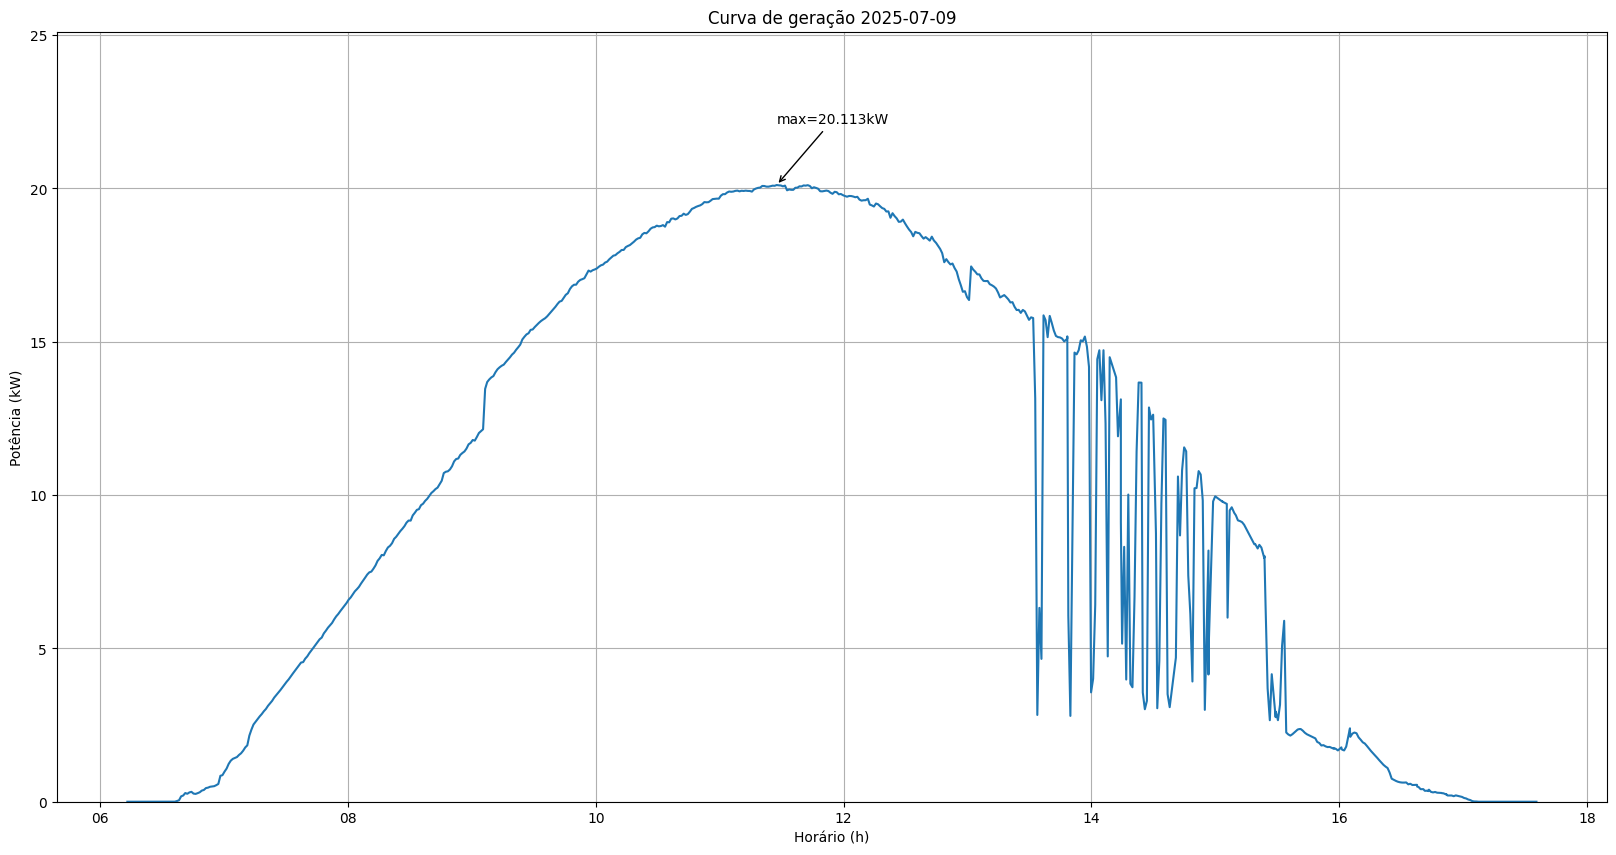 Curva de geração 2025-07-09
25
max=20.113kW
20
15
Potência (kW)
10
5
0
06 08 10 12 14 16 18
Horário (h)